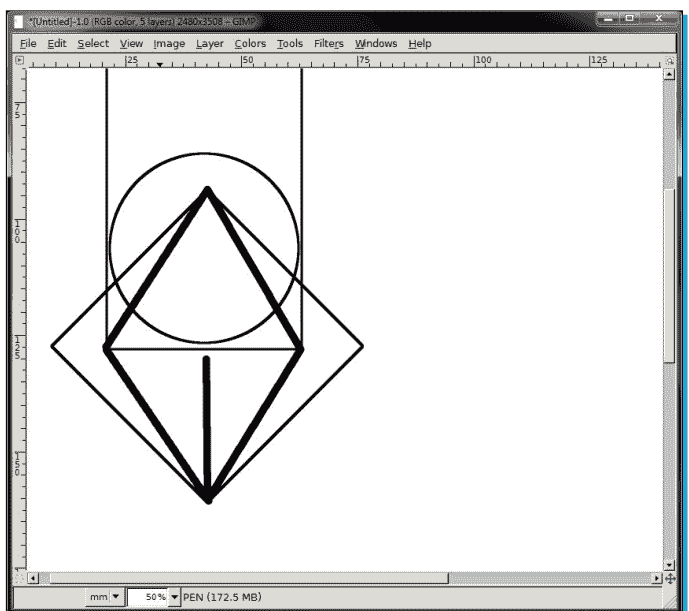 *[Untitled]-1.0 (RGB color, 5 layers) 2480x3508 – GIMP
File Edit Select View Image Layer Colors Tools Filters Windows Help
25 50 75 100 125
75
100
125
150
mm 50% PEN (172.5 MB)